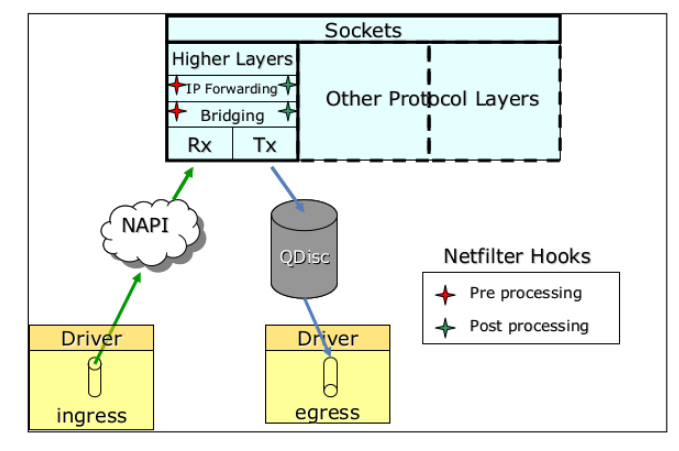 Sockets
Higher Layers
IP Forwarding
Bridging
Rx
Tx
Other Protocol Layers
NAPI
QDisc
Netfilter Hooks
Pre processing
Post processing
Driver
ingress
Driver
egress